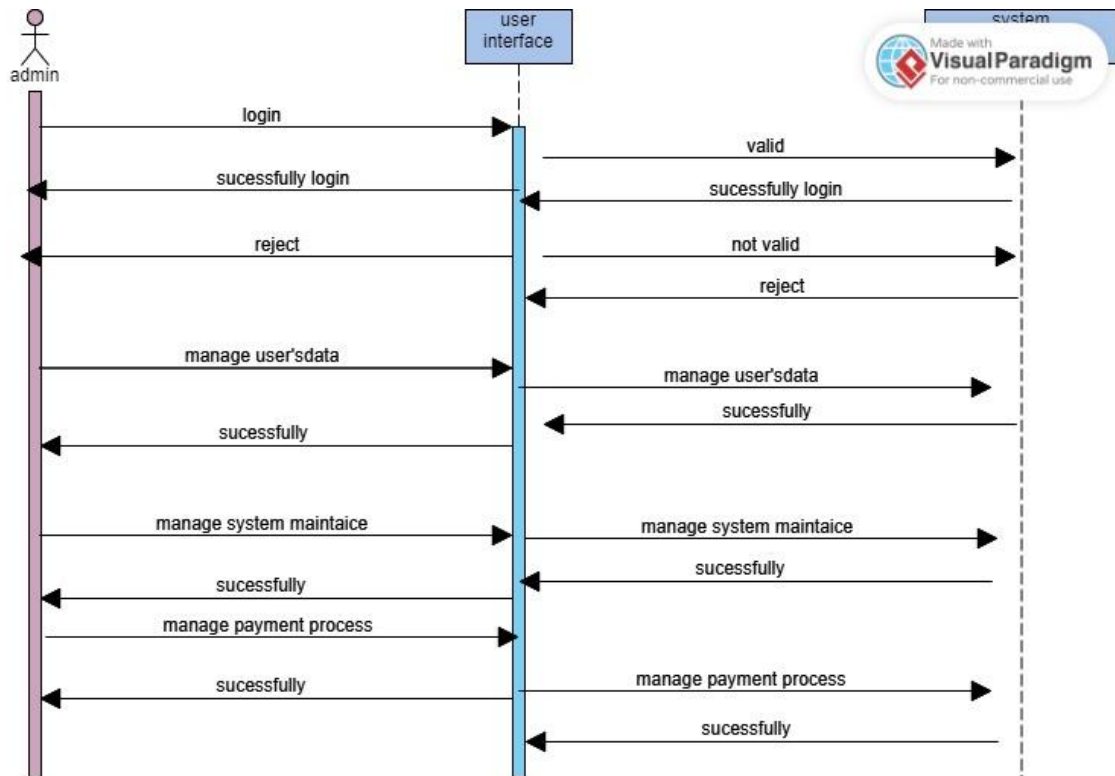 user
interface
system
Made with
VisualParadigm
For non-commercial use
admin
login
valid
sucessfully login
sucessfully login
reject
not valid
reject
manage user'sdata
manage user'sdata
sucessfully
sucessfully
manage system maintaice
manage system maintaice
sucessfully
sucessfully
manage payment process
manage payment process
sucessfully
sucessfully